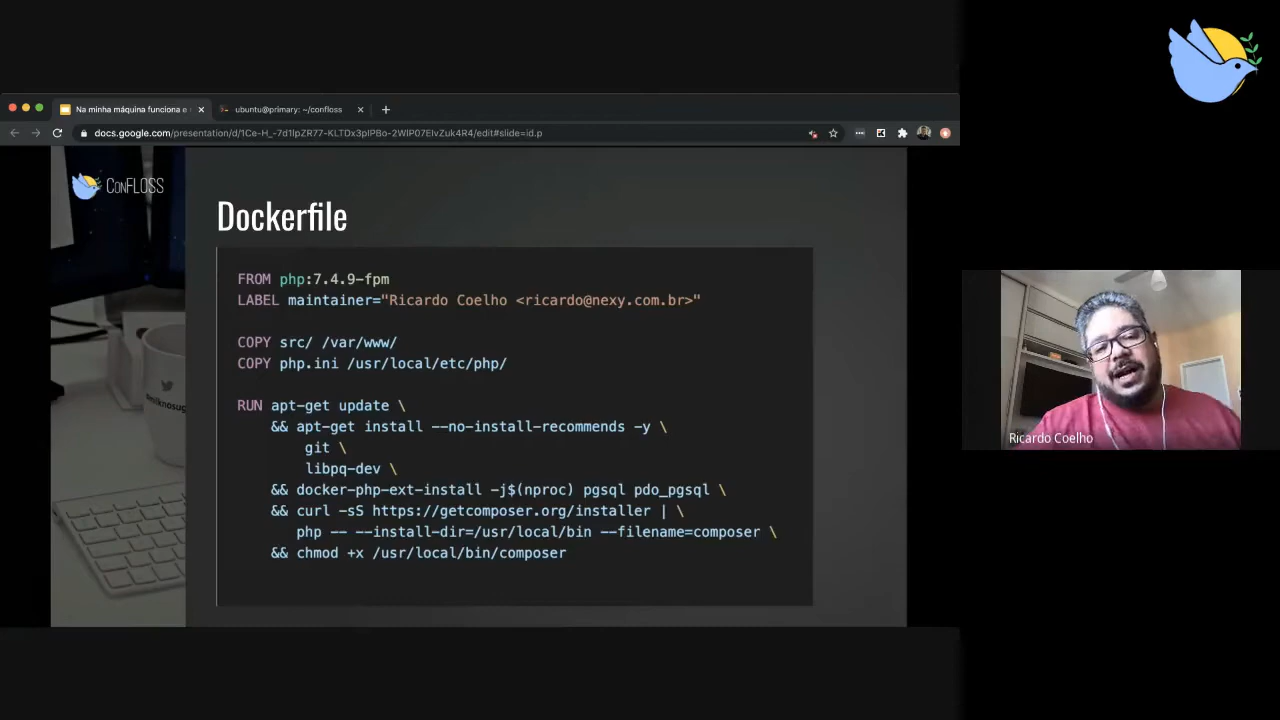 Na minha máquina funciona e
ubuntu@primary: ~/confloss
docs.google.com/presentation/d/1Ce-H_-7d1IpZR77-KLTDx3pIPBo-2WIP07EIvZuk4R4/edit#slide=id.p
ConFLOSS
Dockerfile
FROM php:7.4.9-fpm
LABEL maintainer="Ricardo Coelho <ricardo@nexy.com.br>"
COPY src/ /var/www/
COPY php.ini /usr/local/etc/php/
RUN apt-get update \
&& apt-get install --no-install-recommends -y \
git \
libpq-dev \
&& docker-php-ext-install -j$(nproc) pgsql pdo_pgsql \
&& curl -sS https://getcomposer.org/installer | \
php -- --install-dir=/usr/local/bin --filename=composer \
&& chmod +x /usr/local/bin/composer
Ricardo Coelho